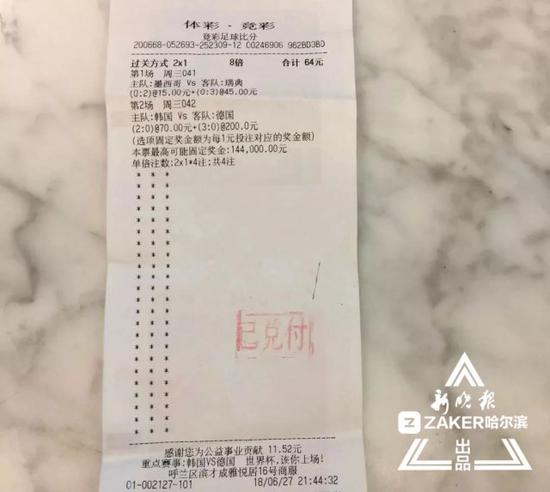 体彩·竞彩
竞彩足球比分
200668-052693-252309-12 00246906 962BD3BD
过关方式 2x1 8倍 合计 64元
第1场 周三041
主队:墨西哥 Vs 客队:瑞典
(0:2)@15.00元+(0:3)@45.00元
第2场 周三042
主队:韩国 Vs 客队:德国
(2:0)@70.00元+(3:0)@200.0元
(选项固定奖金额为每1元投注对应的奖金额)
本票最高可能固定奖金:144,000.00元
单倍注数:2x1*4注;共4注
已兑付
感谢您为公益事业贡献 11.52元
重点赛事:韩国VS德国 世界杯,该你上场!
呼兰区滨才成雅悦居16号商服
01-002127-101 18/06/27 21:44:32
新晚报
Z ZAKER哈尔滨
出品